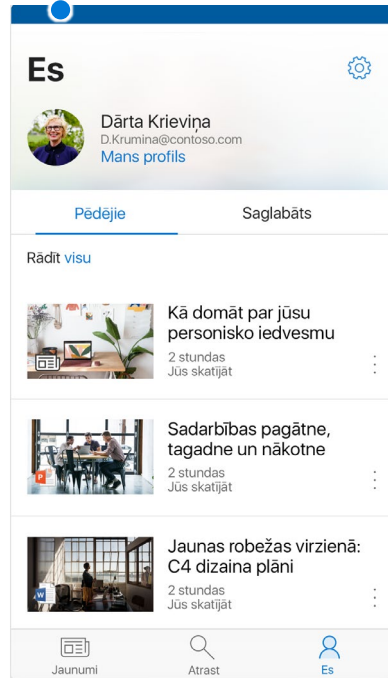 Es
Dārta Krieviņa
D.Krumina@contoso.com
Mans profils
Pēdējie
Saglabāts
Rādīt visu
Kā domāt par jūsu
personisko iedvesmu
2 stundas
Jūs skatījāt
Sadarbības pagātne,
tagadne un nākotne
2 stundas
Jūs skatījāt
P
Jaunas robežas virzienā:
C4 dizaina plāni
2 stundas
Jūs skatījāt
W
Jaunumi
Atrast
Es